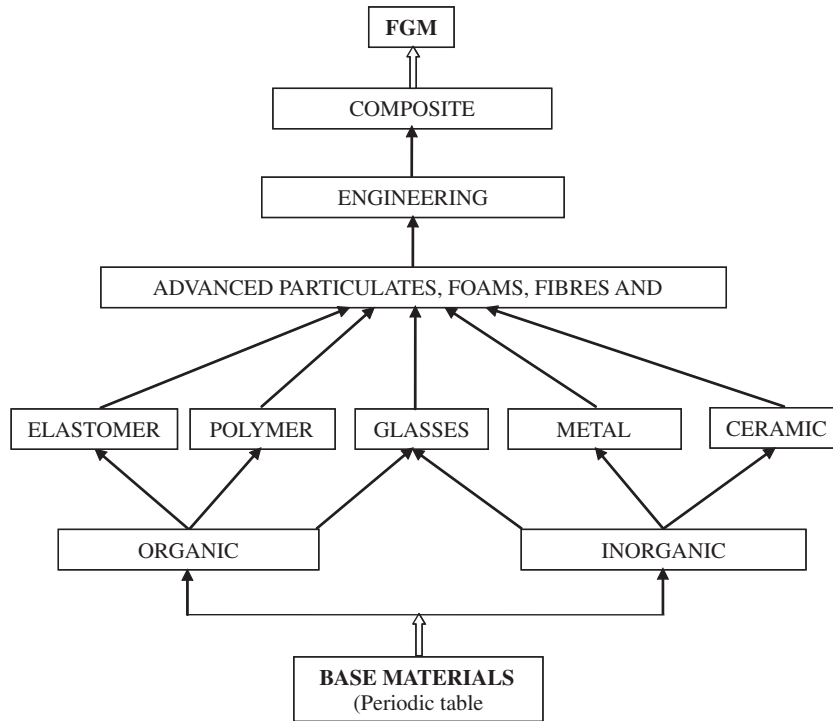 FGM
COMPOSITE
ENGINEERING
ADVANCED PARTICULATES, FOAMS, FIBRES AND
ELASTOMER
POLYMER
GLASSES
METAL
CERAMIC
ORGANIC
INORGANIC
BASE MATERIALS
(Periodic table